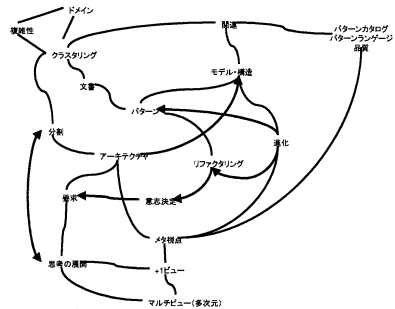 ドメイン
複雑性
関連
パターンカタログ
パターンランゲージ
品質
クラスタリング
モデル・構造
文書
パターン
分割
進化
アーキテクチャ
リファクタリング
要求
意志決定
メタ視点
思考の展開
+1ビュー
マルチビュー（多次元）